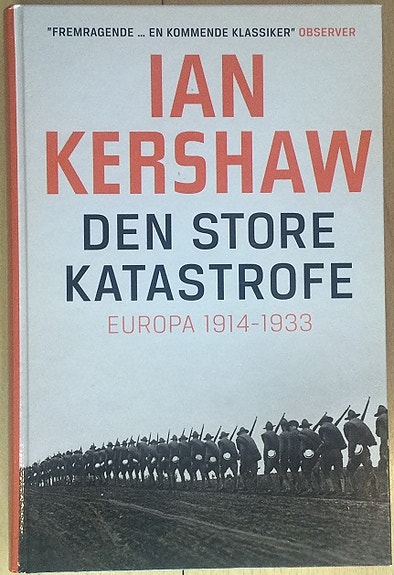 "FREMRAGENDE ... EN KOMMENDE KLASSIKER" OBSERVER
IAN
KERSHAW
DEN STORE
KATASTROFE
EUROPA 1914-1933